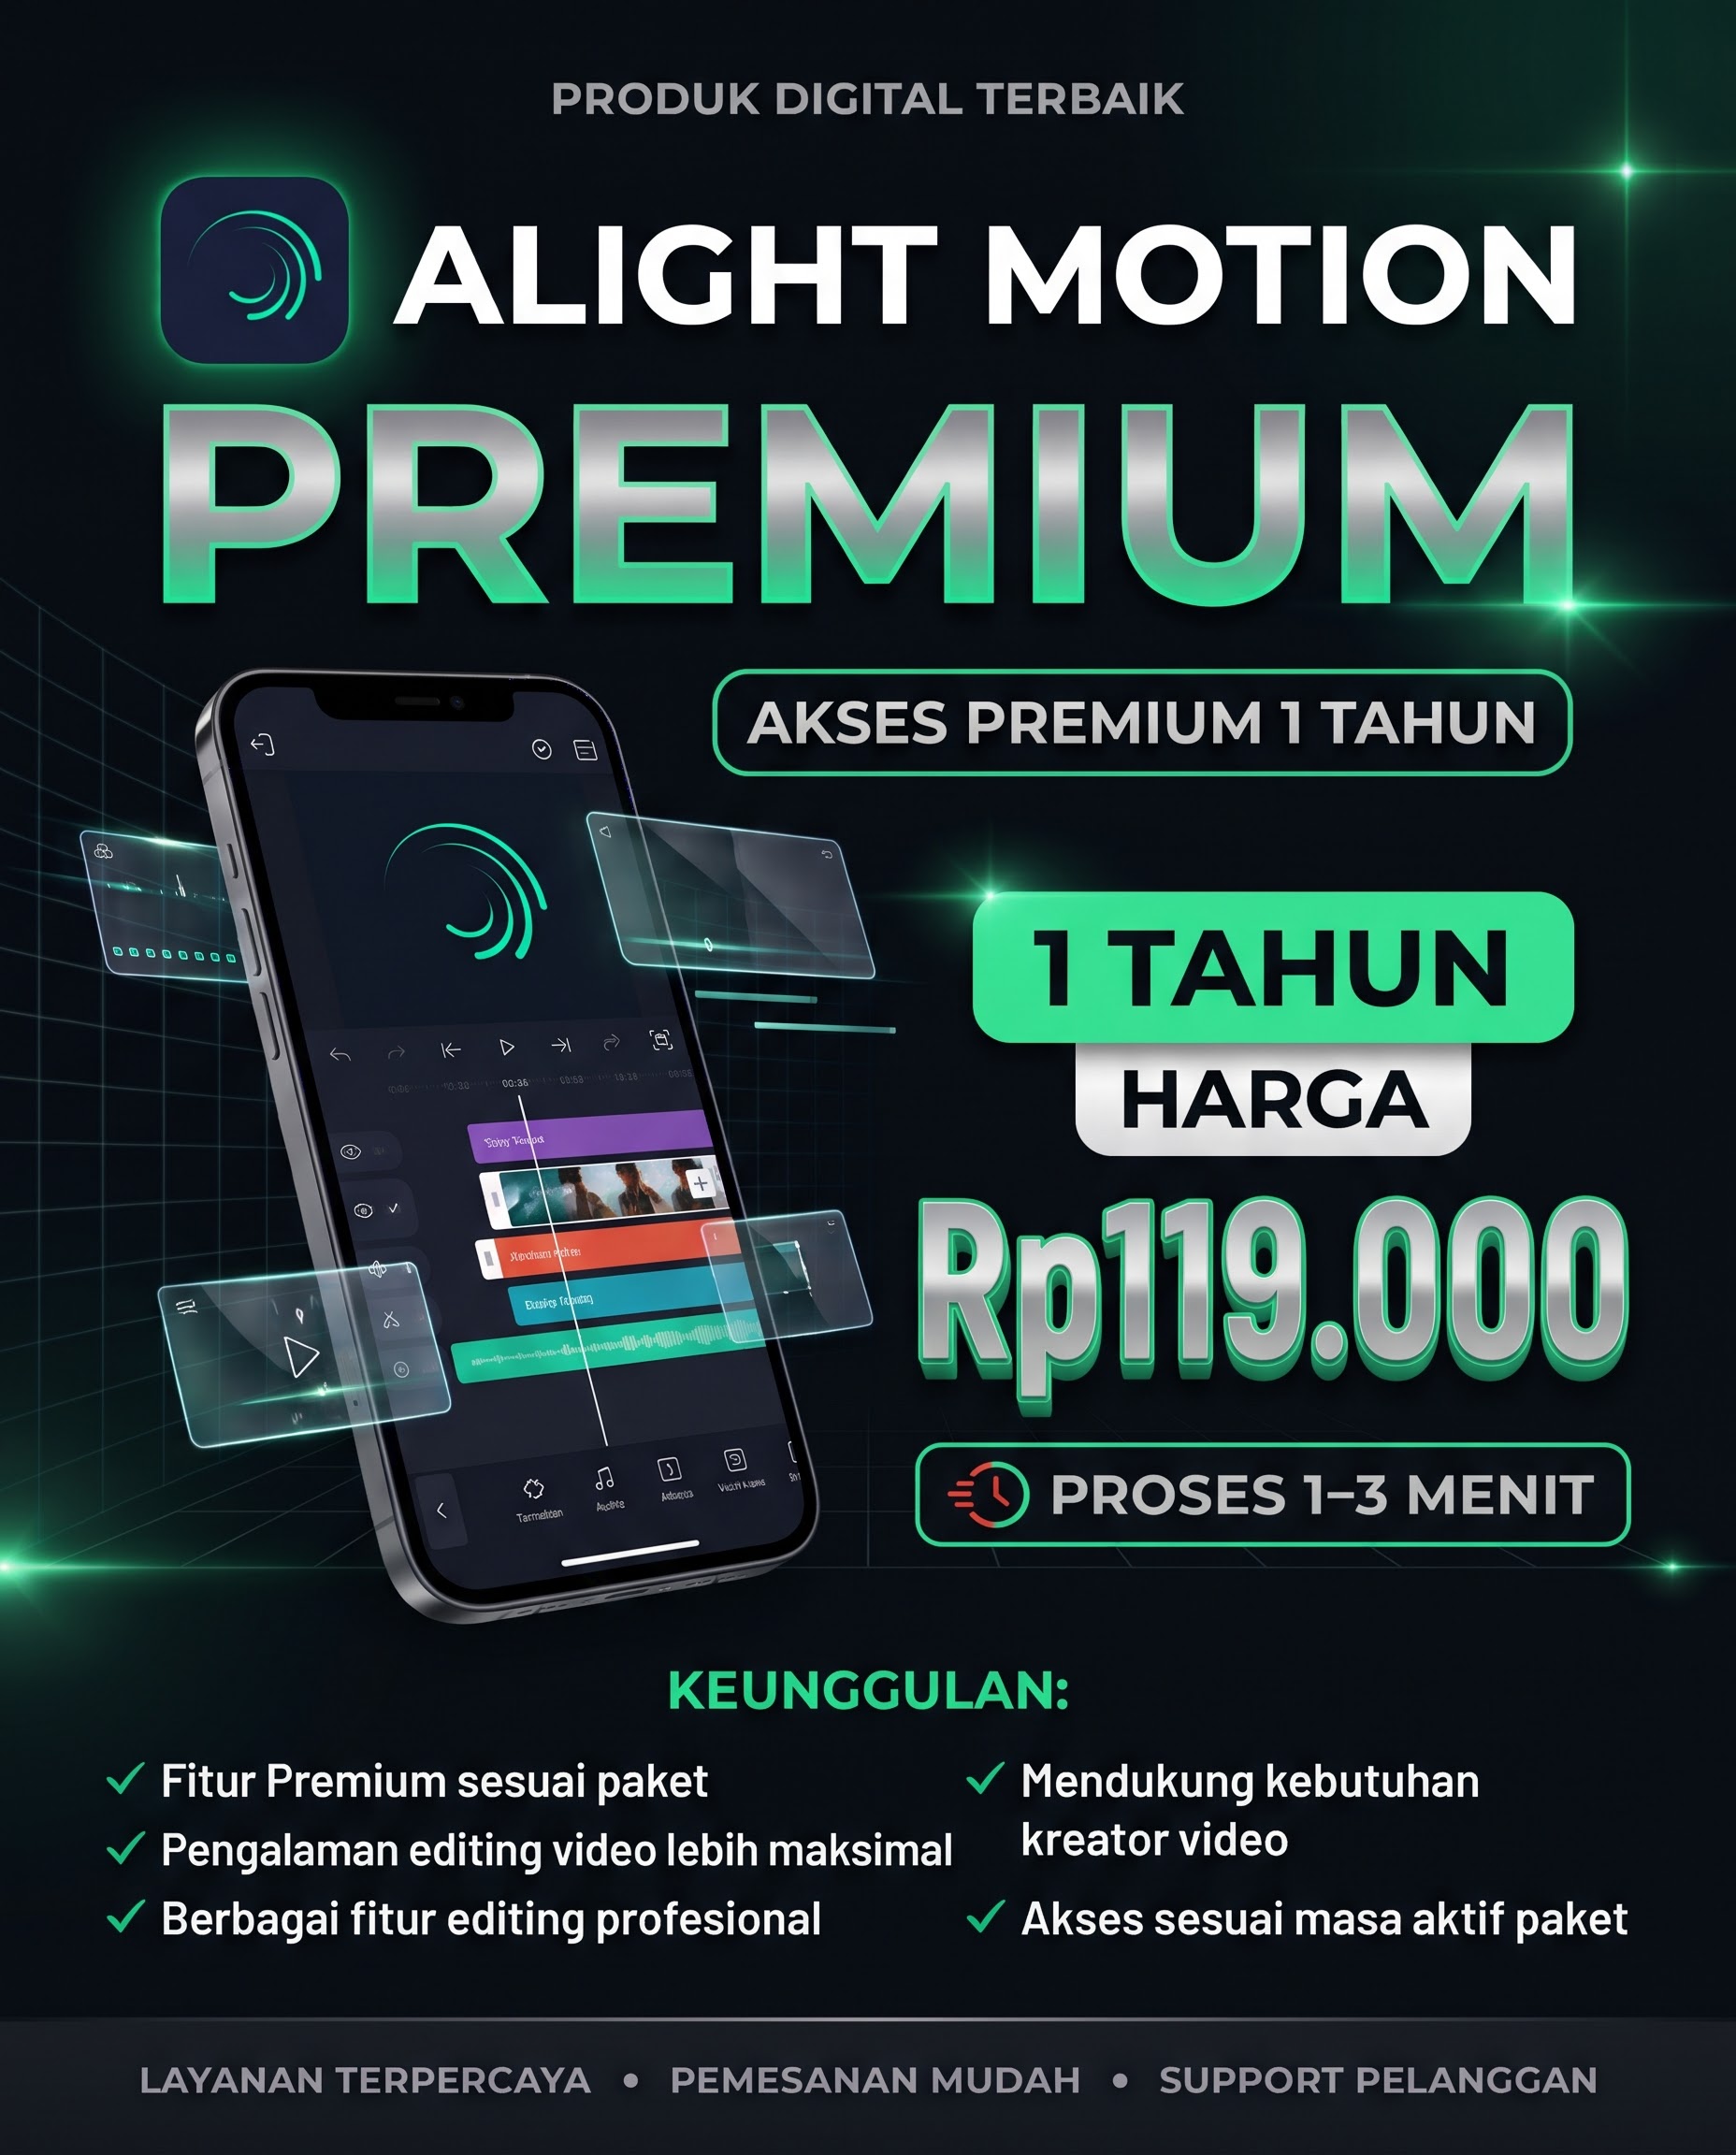 PRODUK DIGITAL TERBAIK
ALIGHT MOTION
PREMIUM
AKSES PREMIUM 1 TAHUN
1 TAHUN
HARGA
Rp119.000
PROSES 1–3 MENIT
00:36
KEUNGGULAN:
Fitur Premium sesuai paket
Pengalaman editing video lebih maksimal
Berbagai fitur editing profesional
Mendukung kebutuhan
kreator video
Akses sesuai masa aktif paket
LAYANAN TERPERCAYA • PEMESANAN MUDAH • SUPPORT PELANGGAN